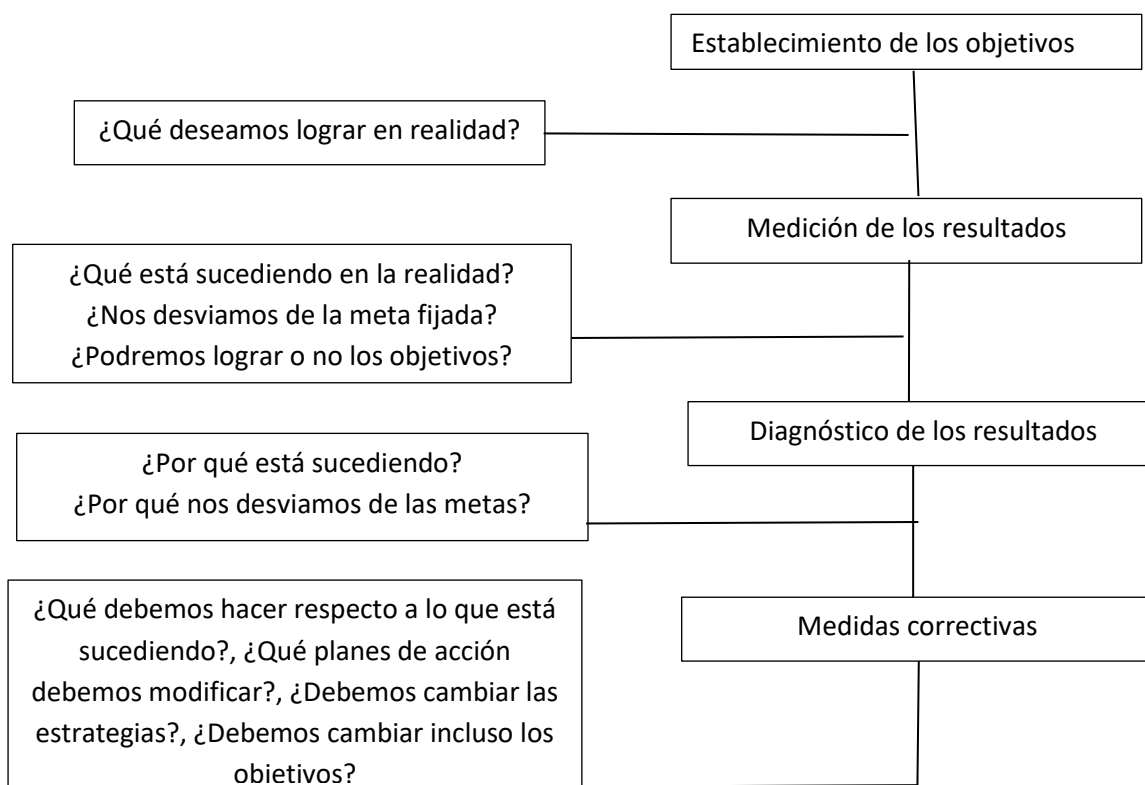 Establecimiento de los objetivos
¿Qué deseamos lograr en realidad?
Medición de los resultados
¿Qué está sucediendo en la realidad?
¿Nos desviamos de la meta fijada?
¿Podremos lograr o no los objetivos?
Diagnóstico de los resultados
¿Por qué está sucediendo?
¿Por qué nos desviamos de las metas?
Medidas correctivas
¿Qué debemos hacer respecto a lo que está
sucediendo?, ¿Qué planes de acción
debemos modificar?, ¿Debemos cambiar las
estrategias?, ¿Debemos cambiar incluso los
objetivos?